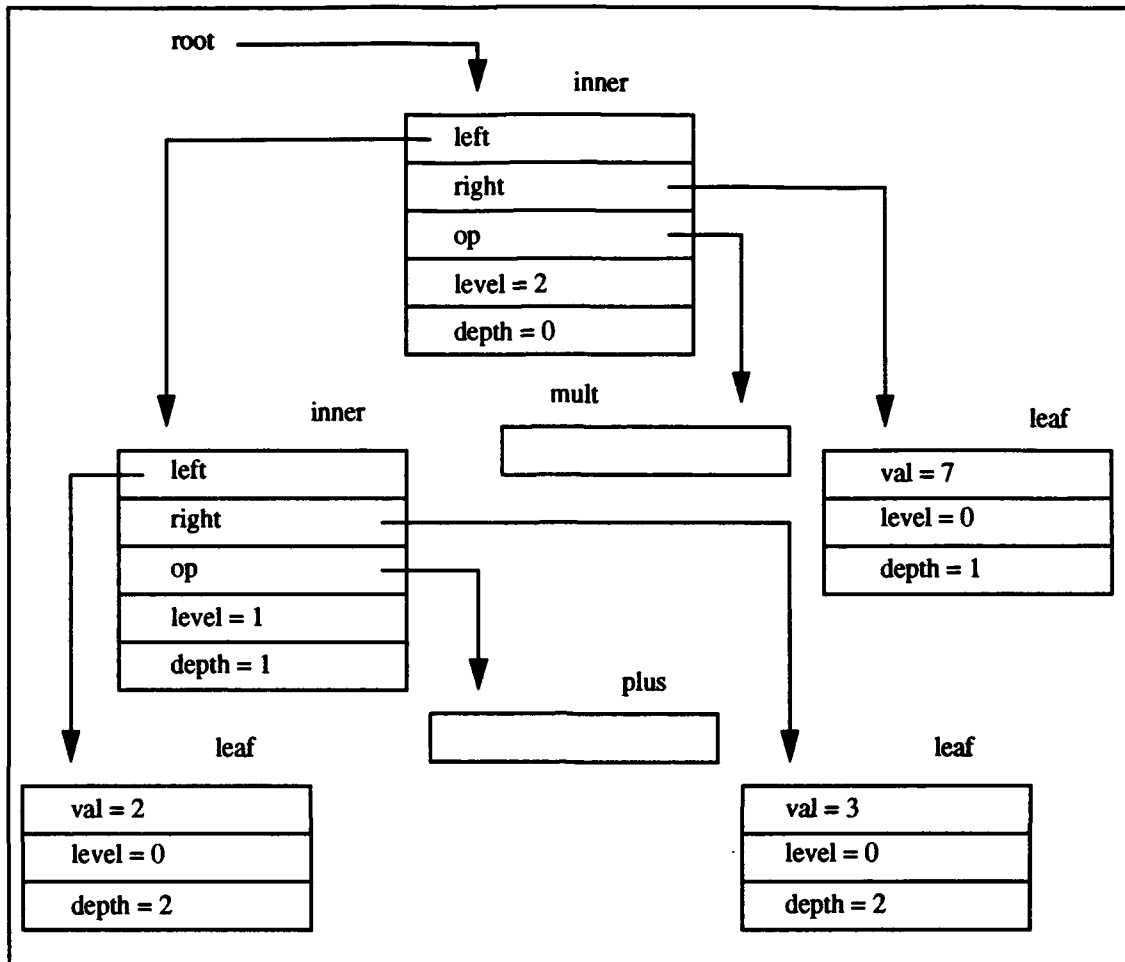 root
inner
left
right
op
level = 2
depth = 0
mult
inner
leaf
left
right
op
level = 1
depth = 1
val = 7
level = 0
depth = 1
plus
leaf
leaf
val = 2
level = 0
depth = 2
val = 3
level = 0
depth = 2